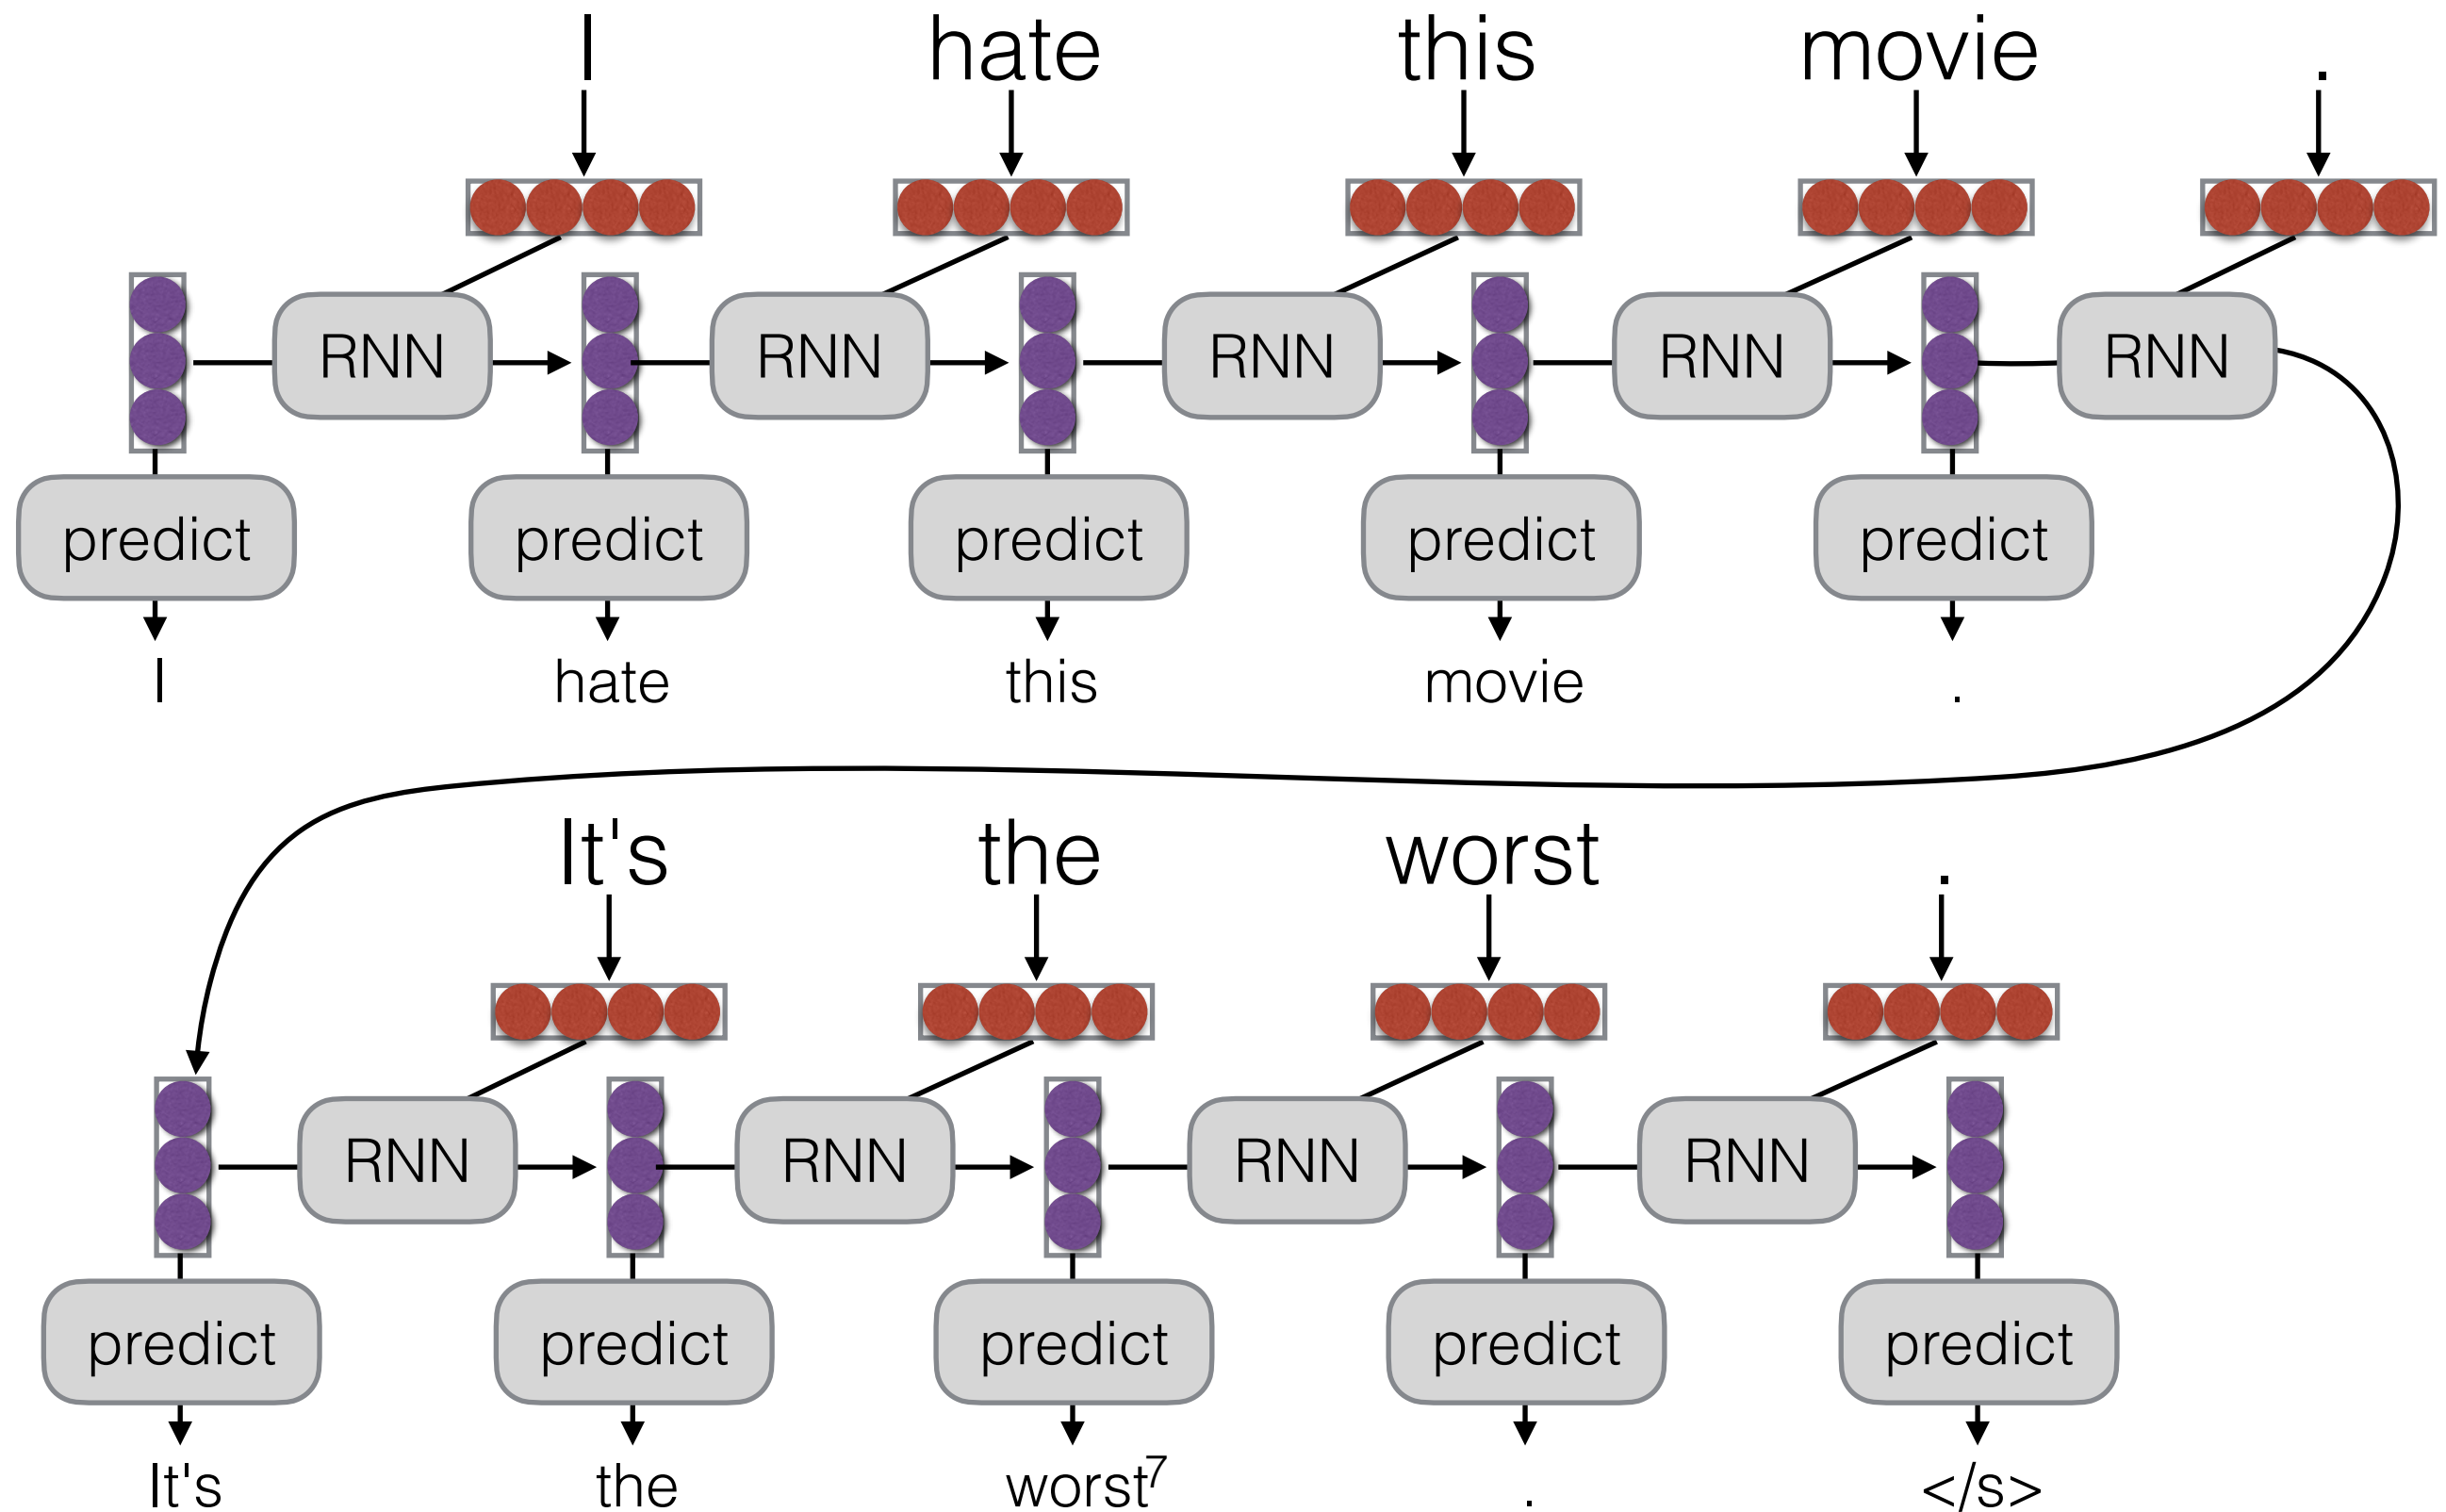 I hate this movie .
RNN RNN RNN RNN RNN
predict predict predict predict predict
I hate this movie .
It's the worst .
RNN RNN RNN RNN
predict predict predict predict predict
It's the worst7 . </s>